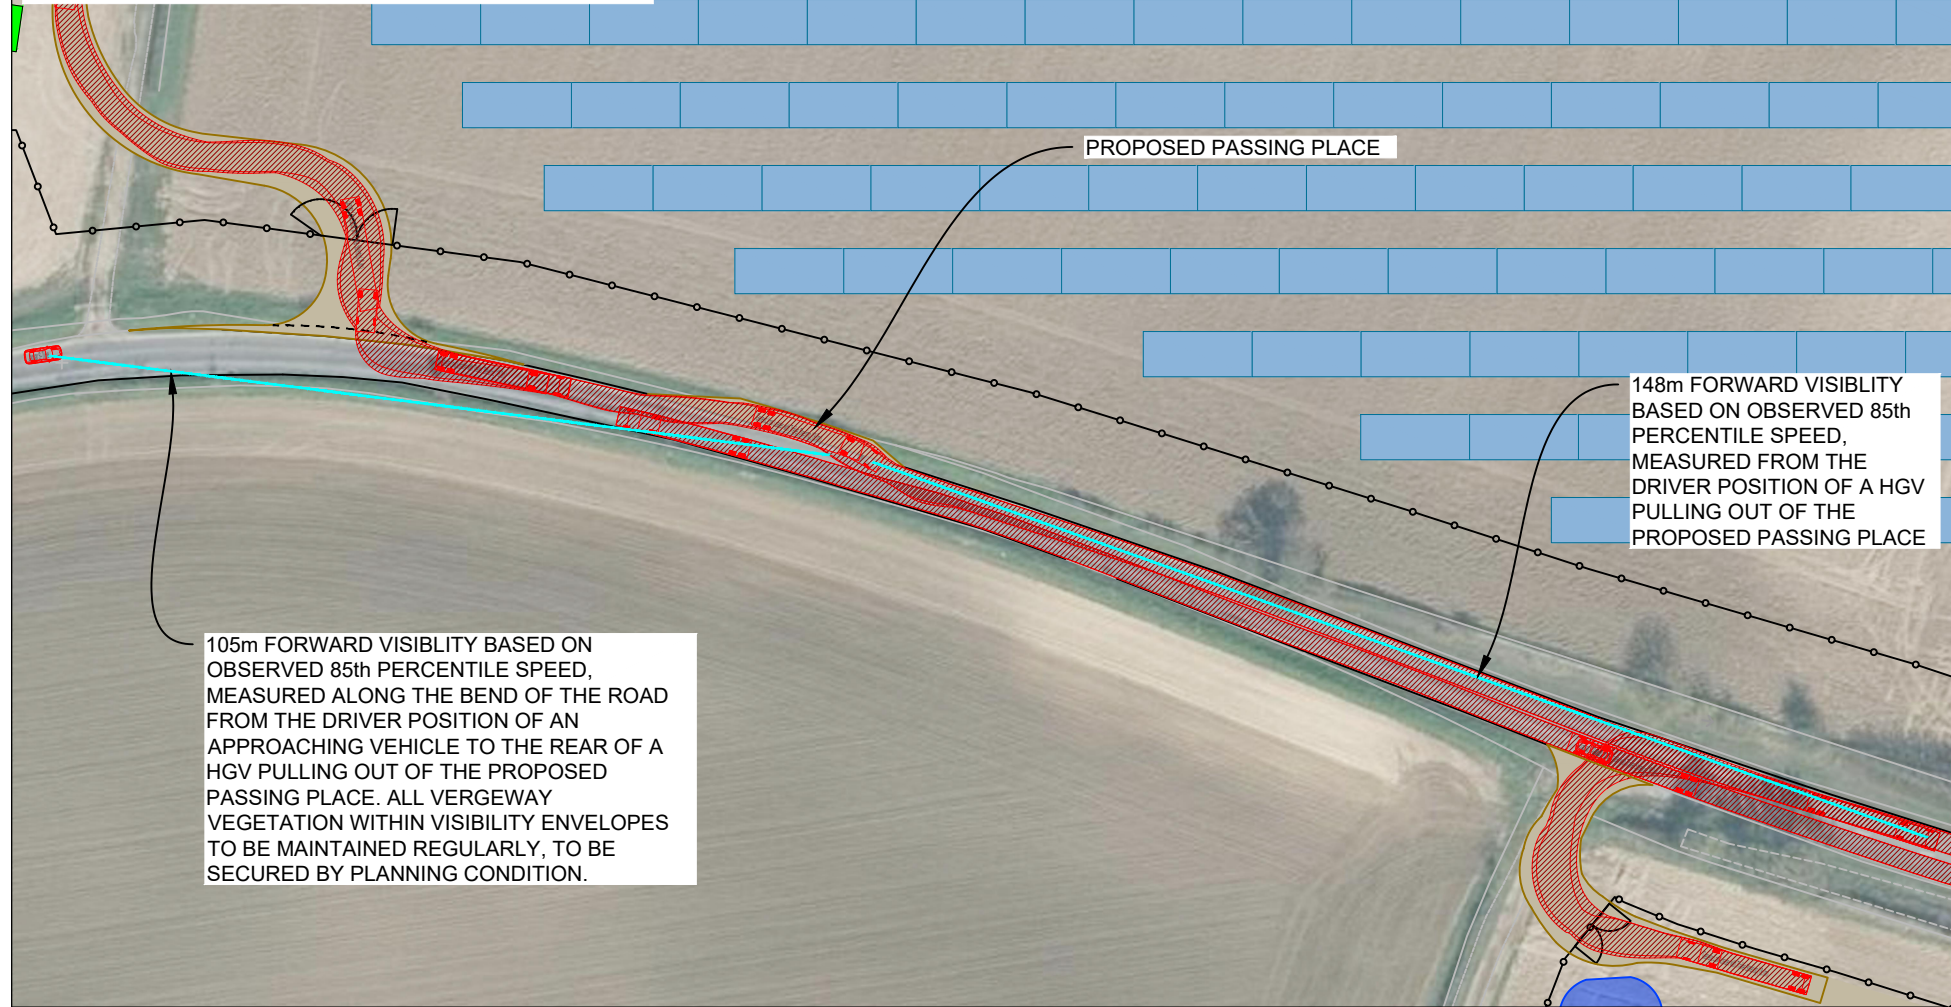 PROPOSED PASSING PLACE
148m FORWARD VISIBLITY
BASED ON OBSERVED 85th
PERCENTILE SPEED,
MEASURED FROM THE
DRIVER POSITION OF A HGV
PULLING OUT OF THE
PROPOSED PASSING PLACE
105m FORWARD VISIBLITY BASED ON
OBSERVED 85th PERCENTILE SPEED,
MEASURED ALONG THE BEND OF THE ROAD
FROM THE DRIVER POSITION OF AN
APPROACHING VEHICLE TO THE REAR OF A
HGV PULLING OUT OF THE PROPOSED
PASSING PLACE. ALL VERGEWAY
VEGETATION WITHIN VISIBILITY ENVELOPES
TO BE MAINTAINED REGULARLY, TO BE
SECURED BY PLANNING CONDITION.